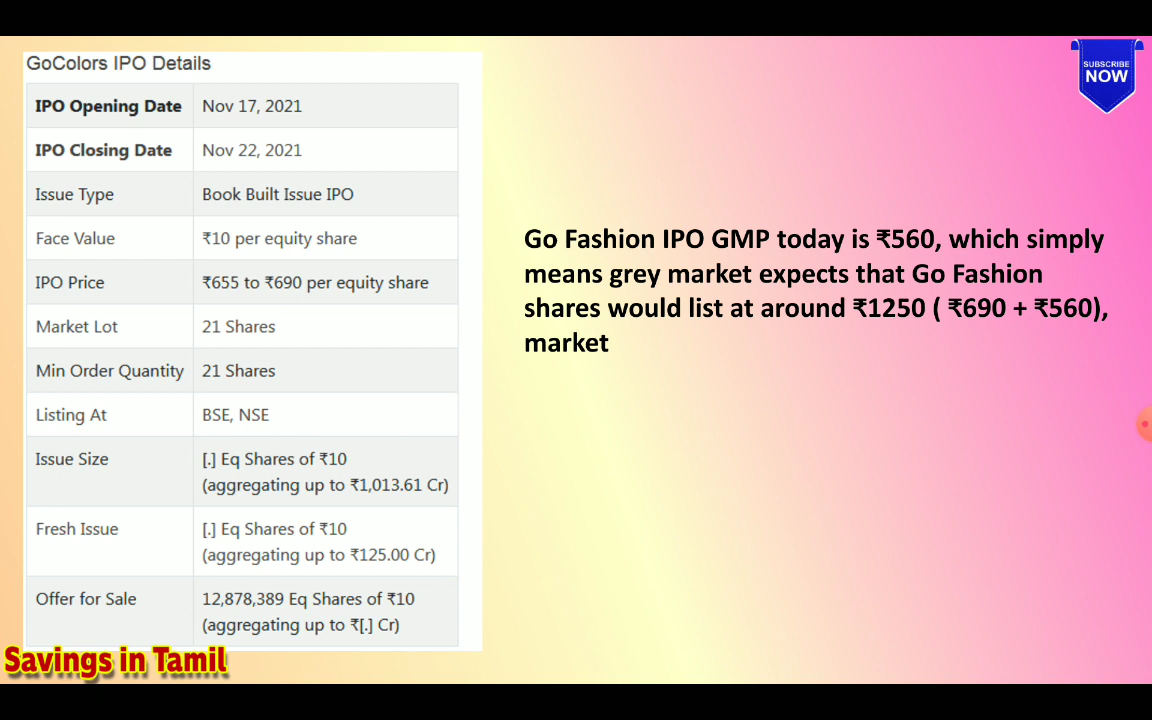 GoColors IPO Details
IPO Opening Date Nov 17, 2021
IPO Closing Date Nov 22, 2021
Issue Type Book Built Issue IPO
Face Value ₹10 per equity share
IPO Price ₹655 to ₹690 per equity share
Market Lot 21 Shares
Min Order Quantity 21 Shares
Listing At BSE, NSE
Issue Size [.] Eq Shares of ₹10
(aggregating up to ₹1,013.61 Cr)
Fresh Issue [.] Eq Shares of ₹10
(aggregating up to ₹125.00 Cr)
Offer for Sale 12,878,389 Eq Shares of ₹10
(aggregating up to ₹[.] Cr)
Go Fashion IPO GMP today is ₹560, which simply
means grey market expects that Go Fashion
shares would list at around ₹1250 ( ₹690 + ₹560),
market
SUBSCRIBE
NOW
Savings in Tamil